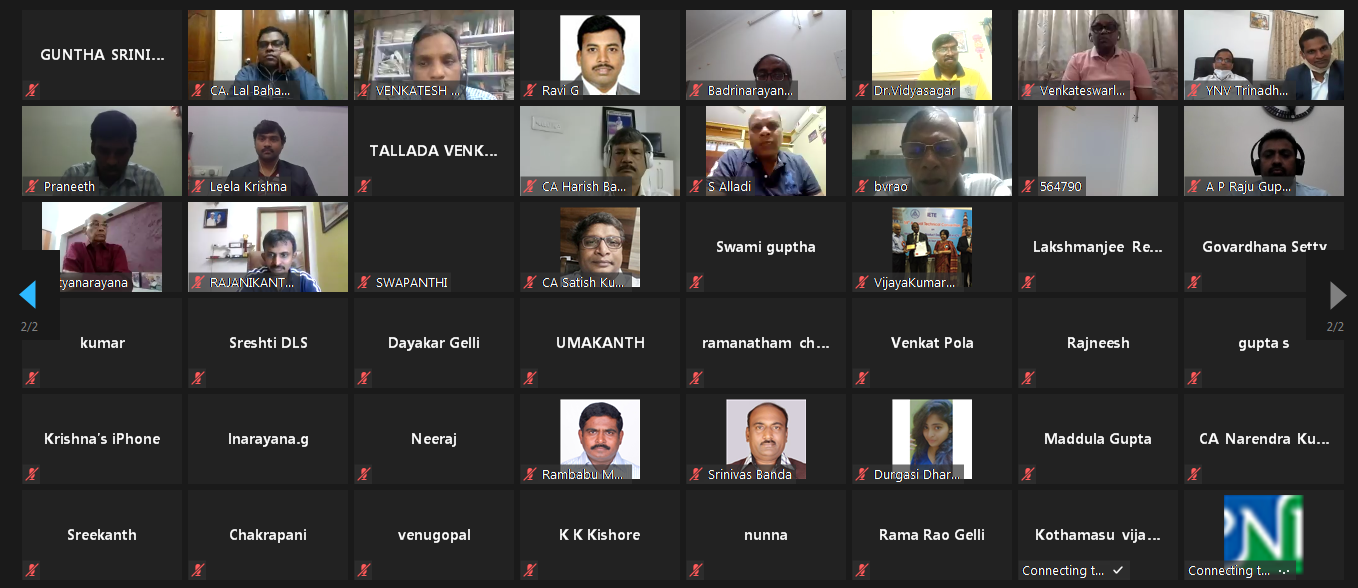 GUNTHA SRINI...
CA. Lal Baha...
VENKATESH ...
Ravi G
Badrinarayan...
Dr.Vidyasagar
Venkateswarl...
YNV Trinadh...
Praneeth
Leela Krishna
TALLADA VENK...
CA Harish Ba...
S Alladi
bvrao
564790
A P Raju Gup...
tyanarayana
RAJANIKANT...
SWAPANTHI
CA Satish Ku...
Swami guptha
IETE
VijayaKumar...
Lakshmanjee Re...
Govardhana Setty
2/2
2/2
kumar
Sreshti DLS
Dayakar Gelli
UMAKANTH
ramanatham ch...
Venkat Pola
Rajneesh
gupta s
Krishna's iPhone
lnarayana.g
Neeraj
Rambabu M...
Srinivas Banda
Durgasi Dhar...
Maddula Gupta
CA Narendra Ku...
Sreekanth
Chakrapani
venugopal
K K Kishore
nunna
Rama Rao Gelli
Kothamasu vija...
Connecting t...
Connecting t...